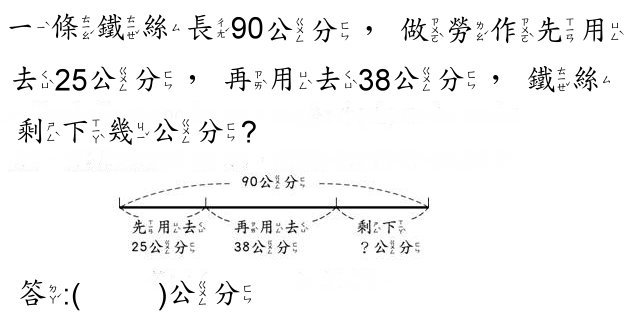 一條鐵絲長90公分，做勞作先用
去25公分，再用去38公分，鐵絲
剩下幾公分？
90公分
先用去 再用去 剩下
25公分 38公分 ？公分
答:( )公分